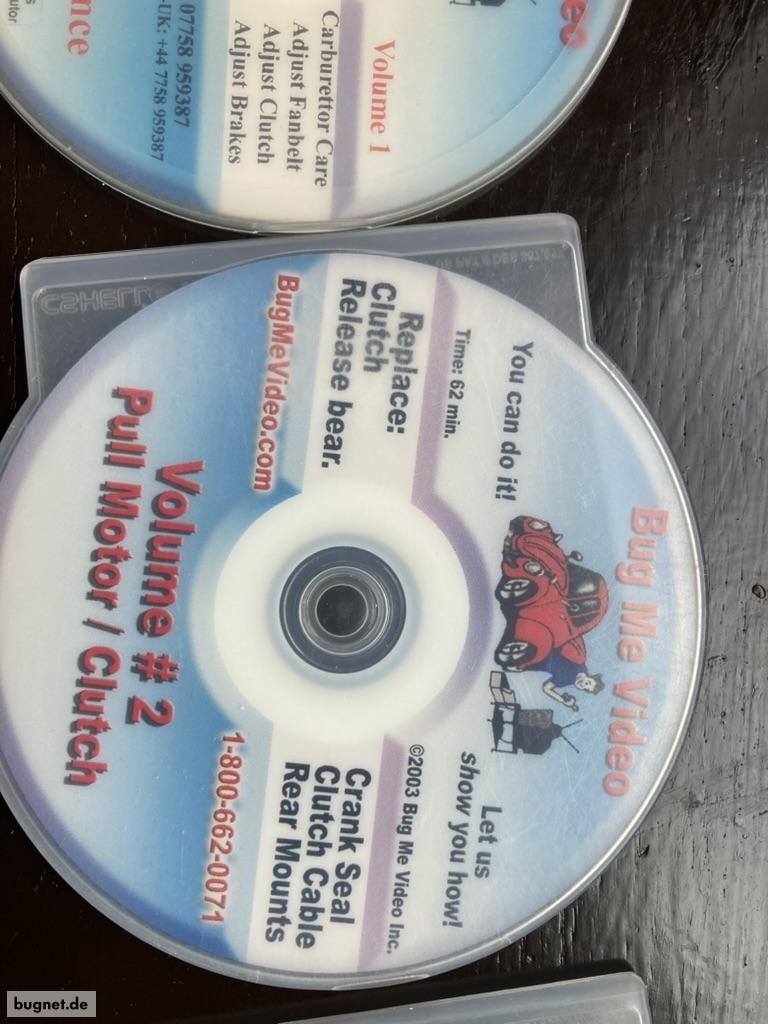 Volume 1
Carburettor Care
Adjust Fanbelt
Adjust Clutch
Adjust Brakes
07758 959387
-UK: +44 7758 959387
Bug Me Video
You can do it!
Let us
show you how!
Time: 62 min.
©2003 Bug Me Video Inc.
Replace:
Clutch
Release bear.
Crank Seal
Clutch Cable
Rear Mounts
BugMeVideo.com
1-800-662-0071
Volume # 2
Pull Motor / Clutch
bugnet.de